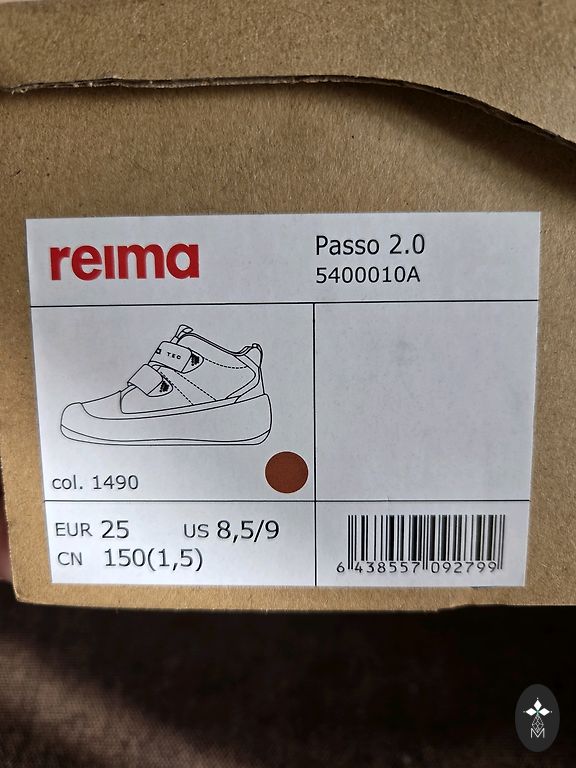 reima
Passo 2.0
5400010A
TEC
col. 1490
EUR 25 US 8,5/9
CN 150(1,5)
6 438557 092799
M